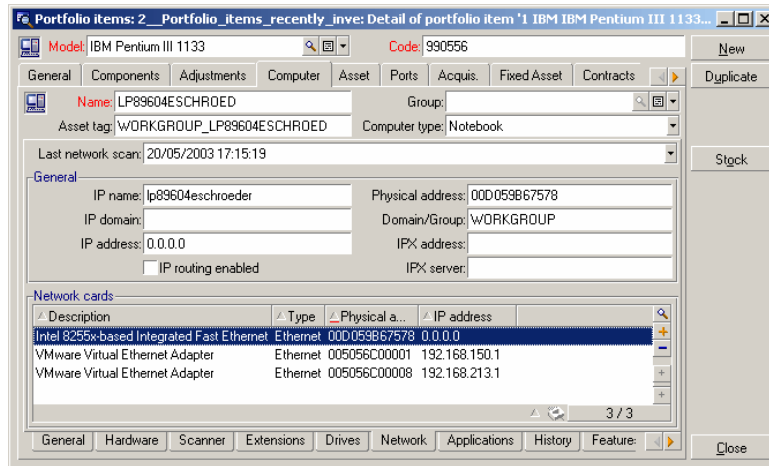 Portfolio items: 2__Portfolio_items_recently_inve: Detail of portfolio item '1 IBM IBM Pentium III 1133...
Model: IBM Pentium III 1133 Code: 990556 New
General Components Adjustments Computer Asset Ports Acquis. Fixed Asset Contracts Duplicate
Name: LP89604ESCHROED Group:
Asset tag: WORKGROUP_LP89604ESCHROED Computer type: Notebook
Last network scan: 20/05/2003 17:15:19 Stock
General
IP name: lp89604eschroeder Physical address: 00D059B67578
IP domain: Domain/Group: WORKGROUP
IP address: 0.0.0.0 IPX address:
IP routing enabled IPX server:
Network cards
Description Type Physical a... IP address
Intel 8255x-based Integrated Fast Ethernet Ethernet 00D059B67578 0.0.0.0
VMware Virtual Ethernet Adapter Ethernet 005056C00001 192.168.150.1
VMware Virtual Ethernet Adapter Ethernet 005056C00008 192.168.213.1
3 / 3
General Hardware Scanner Extensions Drives Network Applications History Feature: Close